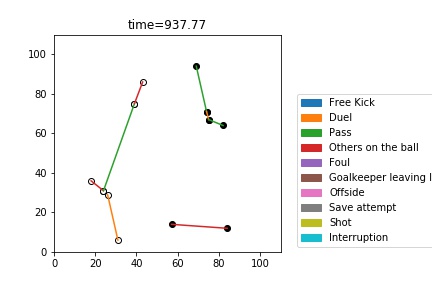 time=937.77
100
80
60
40
20
0
0 20 40 60 80 100
Free Kick
Duel
Pass
Others on the ball
Foul
Goalkeeper leaving l
Offside
Save attempt
Shot
Interruption